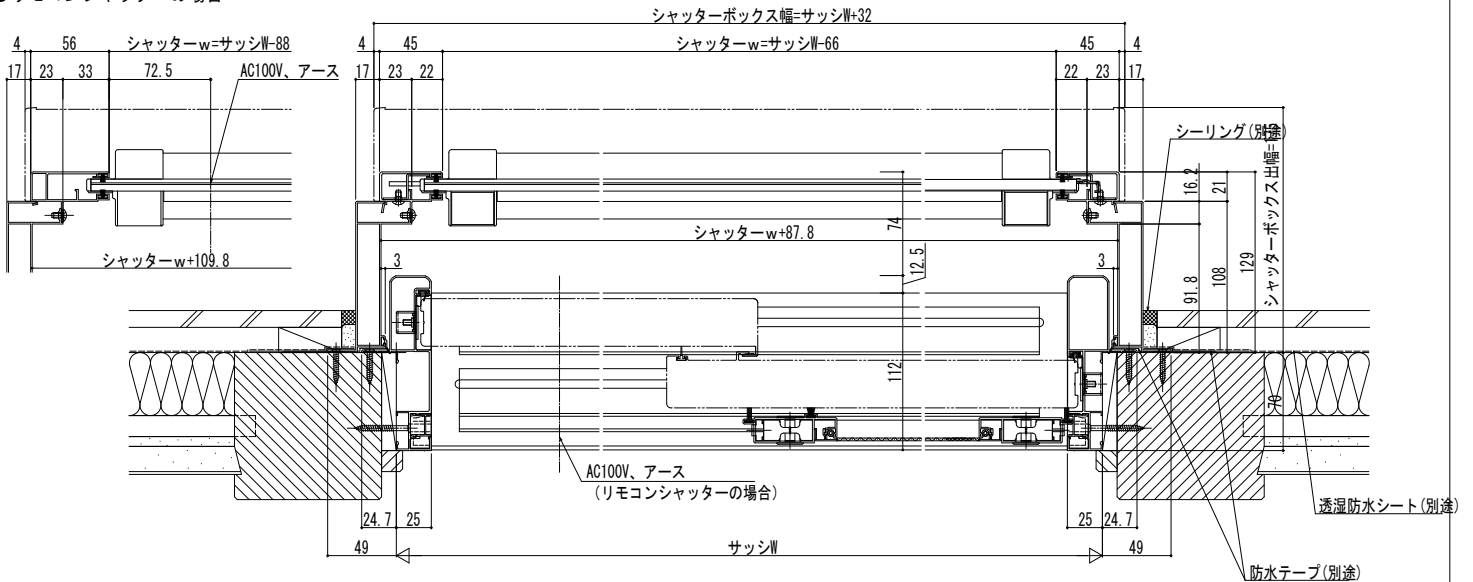 シャッターボックス幅=サッシW+32
4 56 シャッターw=サッシW-88 4 45 シャッターw=サッシW-66 45 4
17 23 33 72.5 AC100V、アース 17 23 22 22 23 17
シーリング(別途)
シャッターボックス出幅=
16.2 21
74
シャッターw+87.8
シャッターw+109.8
3 12.5 3
91.8 108 129
112
70
AC100V、アース
(リモコンシャッターの場合)
透湿防水シート(別途)
24.7 25 25 24.7
49 サッシW 49
防水テープ(別途)